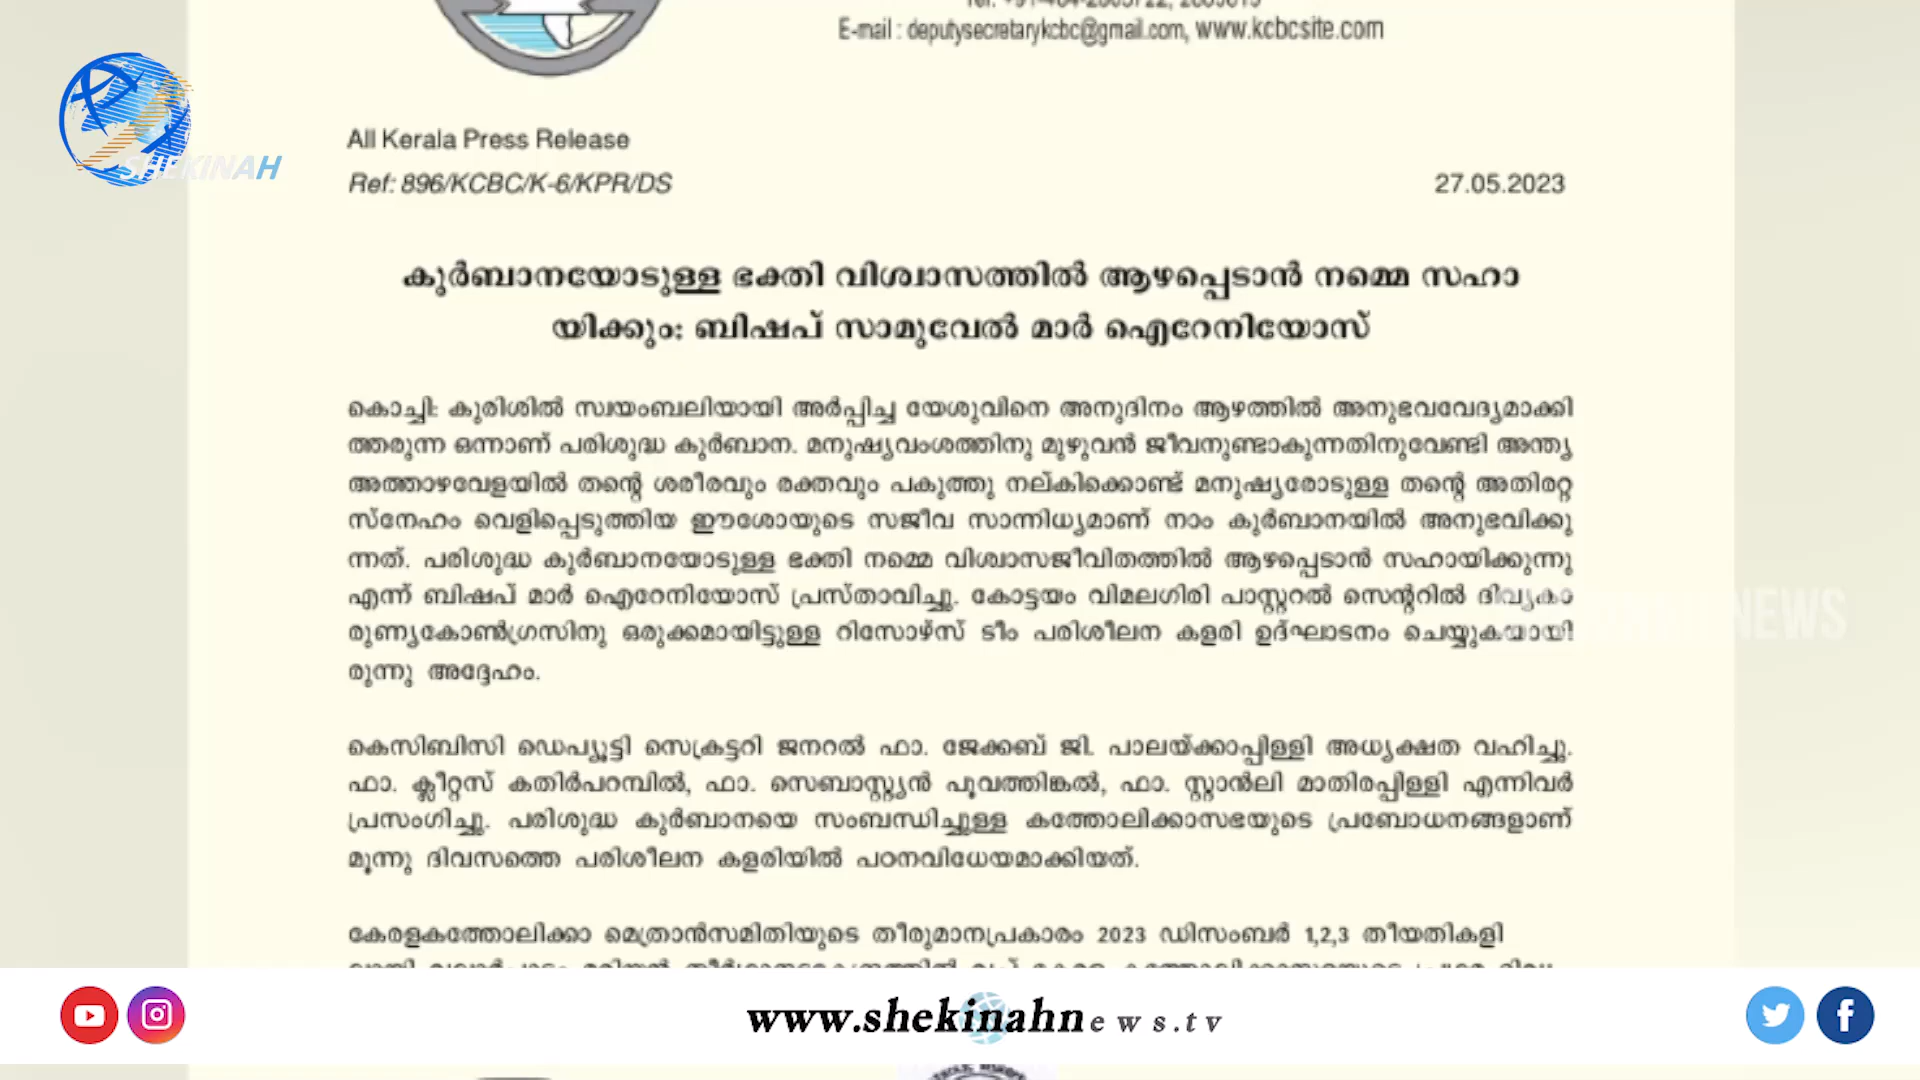 E-mail : deputysecretarykcbc@gmail.com, www.kcbcsite.com
SHEKINAH
All Kerala Press Release
Ref: 896/KCBC/K-6/KPR/DS
27.05.2023
കുർബാനയോടുള്ള ഭക്തി വിശ്വാസത്തിൽ ആഴപ്പെടാൻ നമ്മെ സഹാ
യിക്കും: ബിഷപ് സാമുവേൽ മാർ ഐറേനിയോസ്
കൊച്ചി: കുരിശിൽ സ്വയംബലിയായി അർപ്പിച്ച യേശുവിനെ അനുദിനം ആഴത്തിൽ അനുഭവവേദ്യമാക്കി
ത്തരുന്ന ഒന്നാണ് പരിശുദ്ധ കുർബാന. മനുഷ്യവംശത്തിനു മുഴുവൻ ജീവനുണ്ടാകുന്നതിനുവേണ്ടി അന്ത്യ
അത്താഴവേളയിൽ തന്റെ ശരീരവും രക്തവും പകുത്തു നല്കിക്കൊണ്ട് മനുഷ്യരോടുള്ള തന്റെ അതിരറ്റ
സ്നേഹം വെളിപ്പെടുത്തിയ ഈശോയുടെ സജീവ സാന്നിധ്യമാണ് നാം കുർബാനയിൽ അനുഭവിക്കു
ന്നത്. പരിശുദ്ധ കുർബാനയോടുള്ള ഭക്തി നമ്മെ വിശ്വാസജീവിതത്തിൽ ആഴപ്പെടാൻ സഹായിക്കുന്നു
എന്ന് ബിഷപ് മാർ ഐറേനിയോസ് പ്രസ്താവിച്ചു. കോട്ടയം വിമലഗിരി പാസ്റ്ററൽ സെന്ററിൽ ദിവ്യകാ
രുണ്യകോൺഗ്രസിനു ഒരുക്കമായിട്ടുള്ള റിസോഴ്സ് ടീം പരിശീലന കളരി ഉദ്ഘാടനം ചെയ്യുകയായി
രുന്നു അദ്ദേഹം.
NEWS
കെസിബിസി ഡെപ്യൂട്ടി സെക്രട്ടറി ജനറൽ ഫാ. ജേക്കബ് ജി. പാലയ്ക്കാപ്പിള്ളി അധ്യക്ഷത വഹിച്ചു.
ഫാ. ക്ലീറ്റസ് കതിർപറമ്പിൽ, ഫാ. സെബാസ്റ്റ്യൻ പൂവത്തിങ്കൽ, ഫാ. സ്റ്റാൻലി മാതിരപ്പിള്ളി എന്നിവർ
പ്രസംഗിച്ചു. പരിശുദ്ധ കുർബാനയെ സംബന്ധിച്ചുള്ള കത്തോലിക്കാസഭയുടെ പ്രബോധനങ്ങളാണ്
മൂന്നു ദിവസത്തെ പരിശീലന കളരിയിൽ പഠനവിധേയമാക്കിയത്.
കേരളകത്തോലിക്കാ മെത്രാൻസമിതിയുടെ തീരുമാനപ്രകാരം 2023 ഡിസംബർ 1,2,3 തീയതികളി
www.shekinahnews.tv